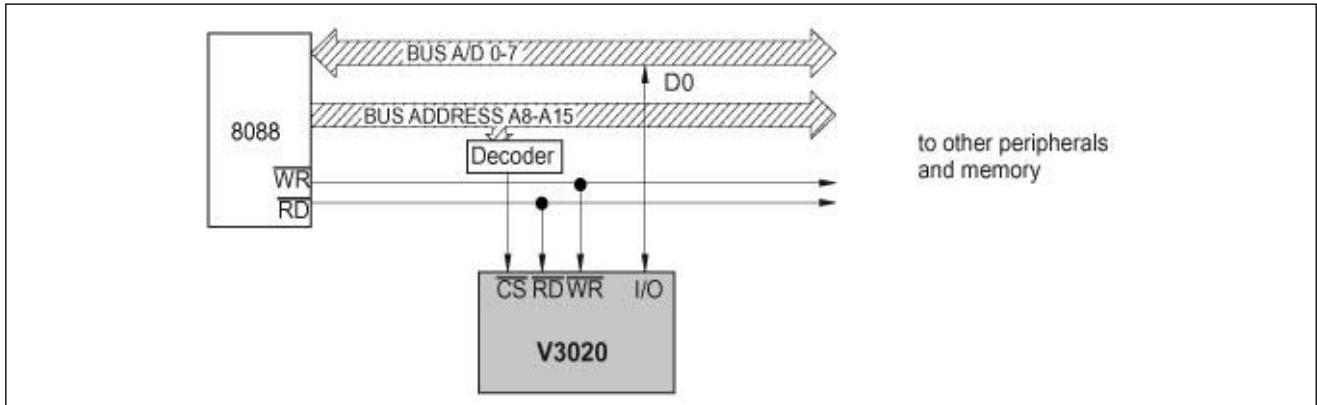 BUS A/D 0-7
D0
BUS ADDRESS A8-A15
8088
to other peripherals
and memory
Decoder
WR
RD
CS RD WR I/O
V3020